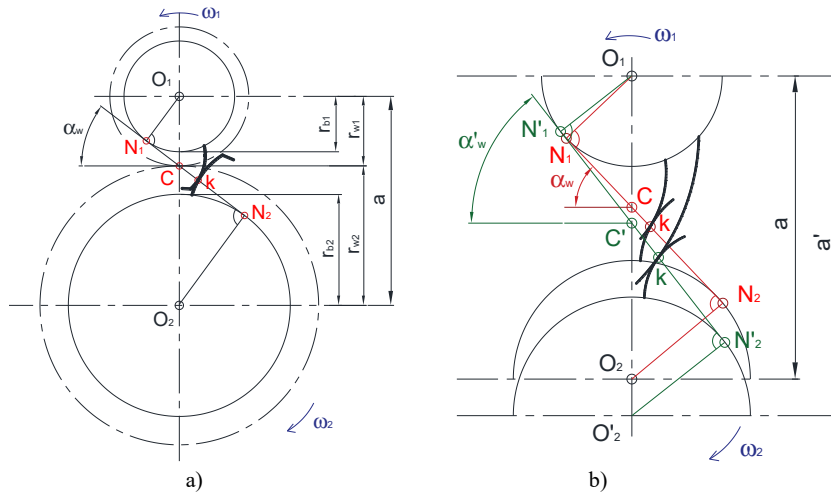 ω₁
O₁
αw
N₁
rb1
rw1
C
k
a
N₂
rb2
rw2
O₂
ω₂
a)
ω₁
O₁
N'₁
N₁
α'w
αw
C
C'
k
k
a
a'
N₂
N'₂
O₂
O'₂
ω₂
b)